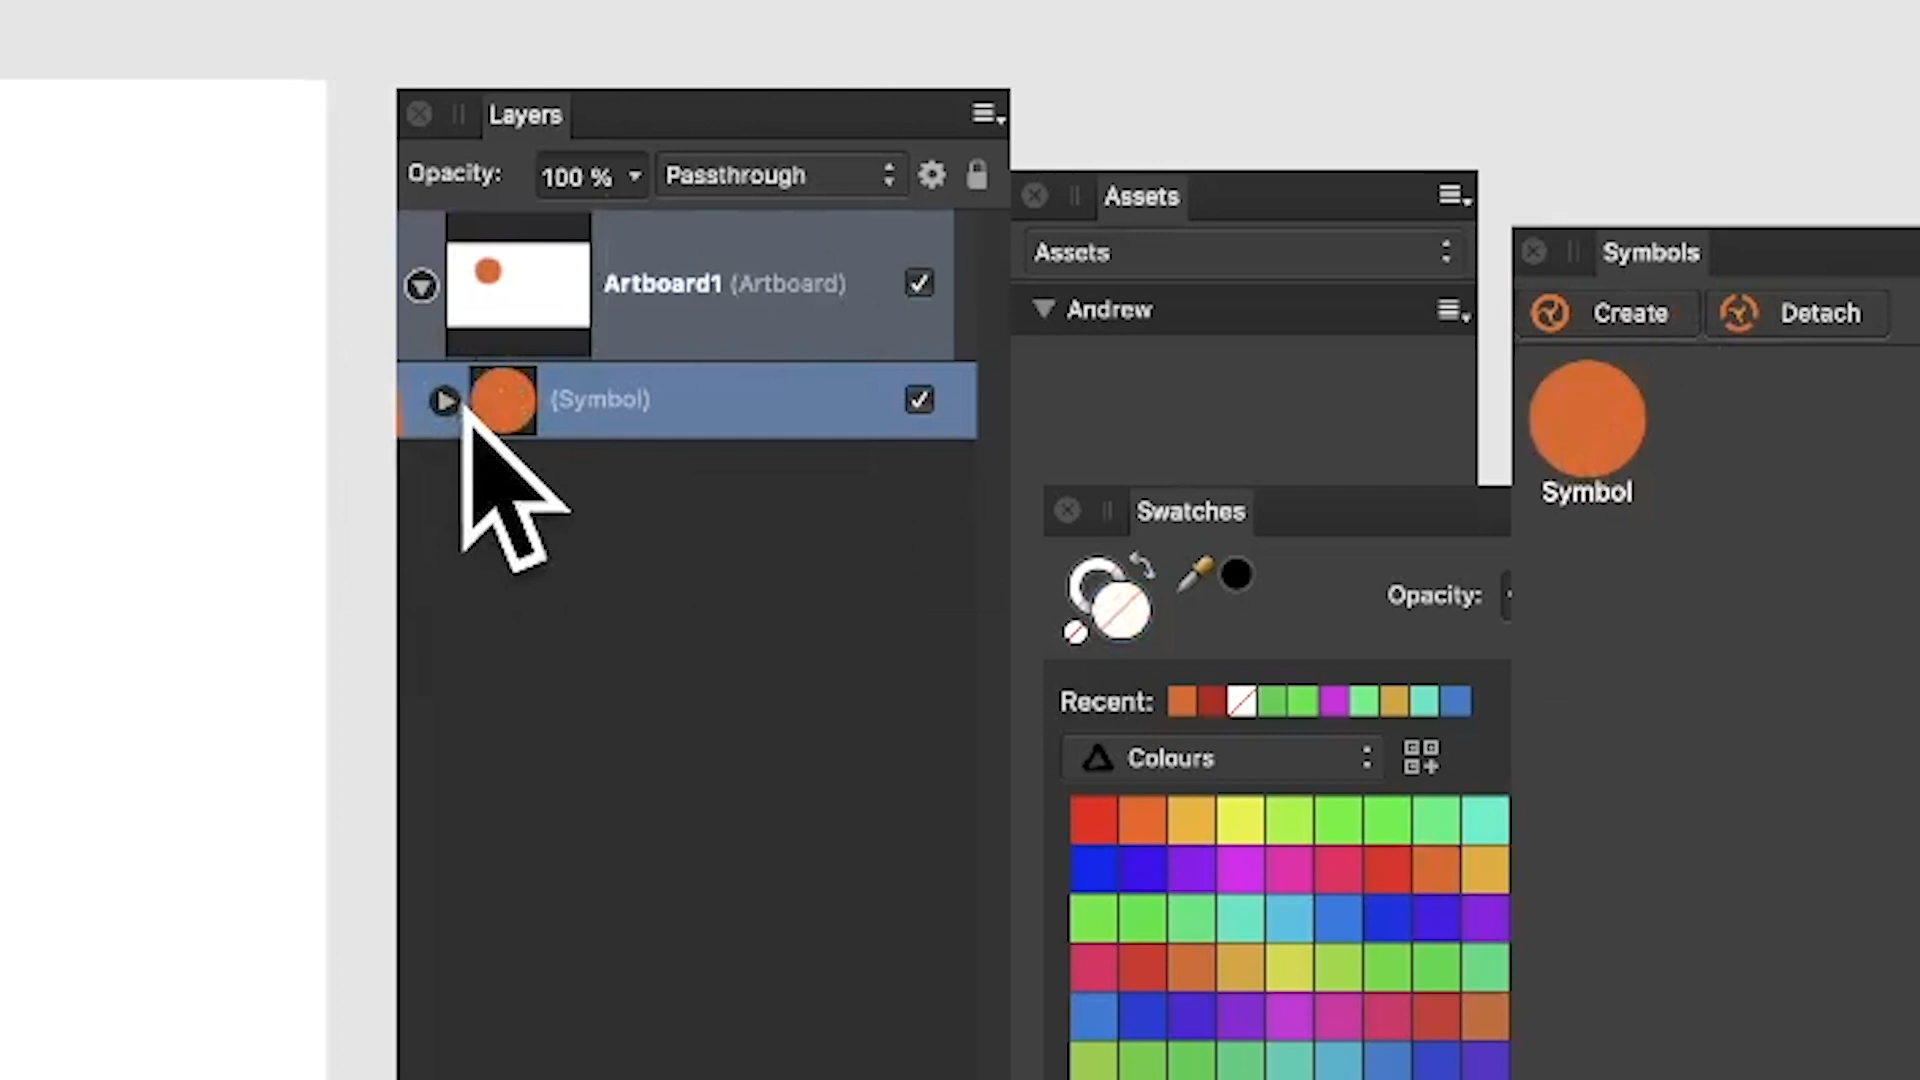 Layers
Opacity: 100 % Passthrough
Artboard1 (Artboard)
(Symbol)
Assets
Assets
Andrew
Swatches
Opacity:
Recent:
Colours
Symbols
Create Detach
Symbol